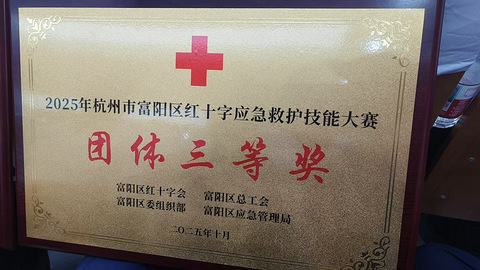 2025年杭州市富阳区红十字应急救护技能大赛
团体三等奖
富阳区红十字会 富阳区总工会
富阳区委组织部 富阳区应急管理局
二〇二五年十月